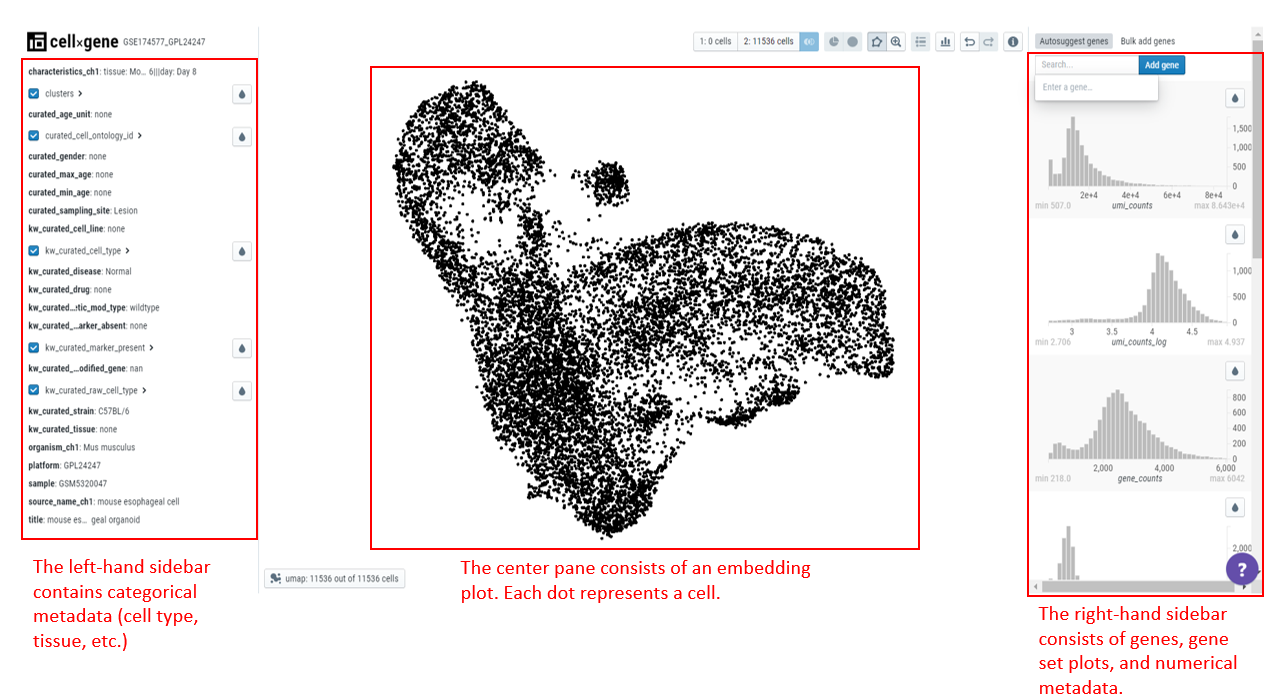 cell×gene GSE174577_GPL24247
1: 0 cells 2: 11536 cells
Autosuggest genes Bulk add genes
characteristics_ch1: tissue: Mo... 6|||day: Day 8
clusters
curated_age_unit: none
curated_cell_ontology_id
curated_gender: none
curated_max_age: none
curated_min_age: none
curated_sampling_site: Lesion
kw_curated_cell_line: none
kw_curated_cell_type
kw_curated_disease: Normal
kw_curated_drug: none
kw_curated...:tic_mod_type: wildtype
kw_curated_...arker_absent: none
kw_curated_marker_present
kw_curated_...odified_gene: nan
kw_curated_raw_cell_type
kw_curated_strain: C57BL/6
kw_curated_tissue: none
organism_ch1: Mus musculus
platform: GPL24247
sample: GSM5320047
source_name_ch1: mouse esophageal cell
title: mouse es... geal organoid
umap: 11536 out of 11536 cells
Search... Add gene
Enter a gene...
1,500
1,000
500
0
2e+4 4e+4 6e+4 8e+4
min 507.0 umi_counts max 8.643e+4
1,000
500
0
3 3.5 4 4.5
min 2.706 umi_counts_log max 4.937
800
600
400
200
0
2,000 4,000 6,000
min 218.0 gene_counts max 6042
2,000
?
The left-hand sidebar
contains categorical
metadata (cell type,
tissue, etc.)
The center pane consists of an embedding
plot. Each dot represents a cell.
The right-hand sidebar
consists of genes, gene
set plots, and numerical
metadata.